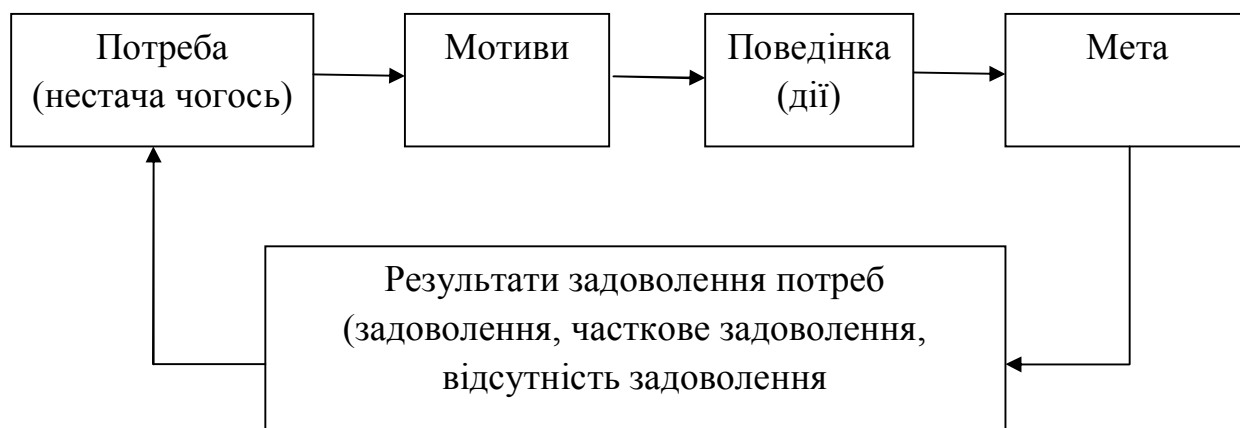 Потреба
(нестача чогось)
Мотиви
Поведінка
(дії)
Мета
Результати задоволення потреб
(задоволення, часткове задоволення,
відсутність задоволення